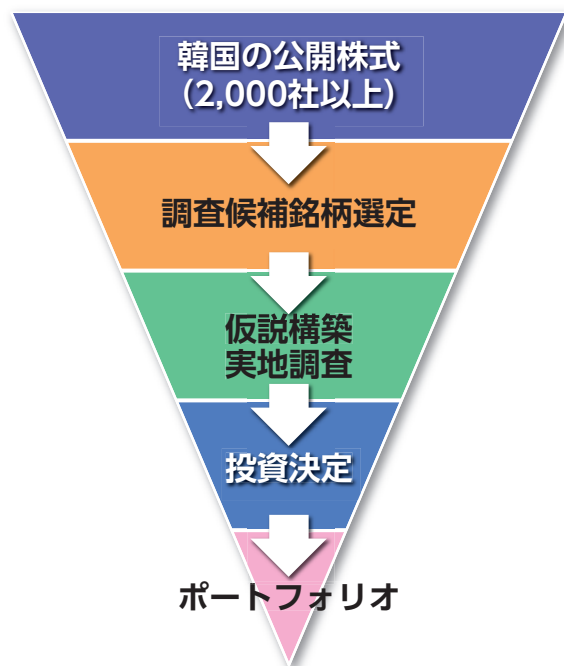 韓国の公開株式
（2,000社以上）
調査候補銘柄選定
仮説構築
実地調査
投資決定
ポートフォリオ